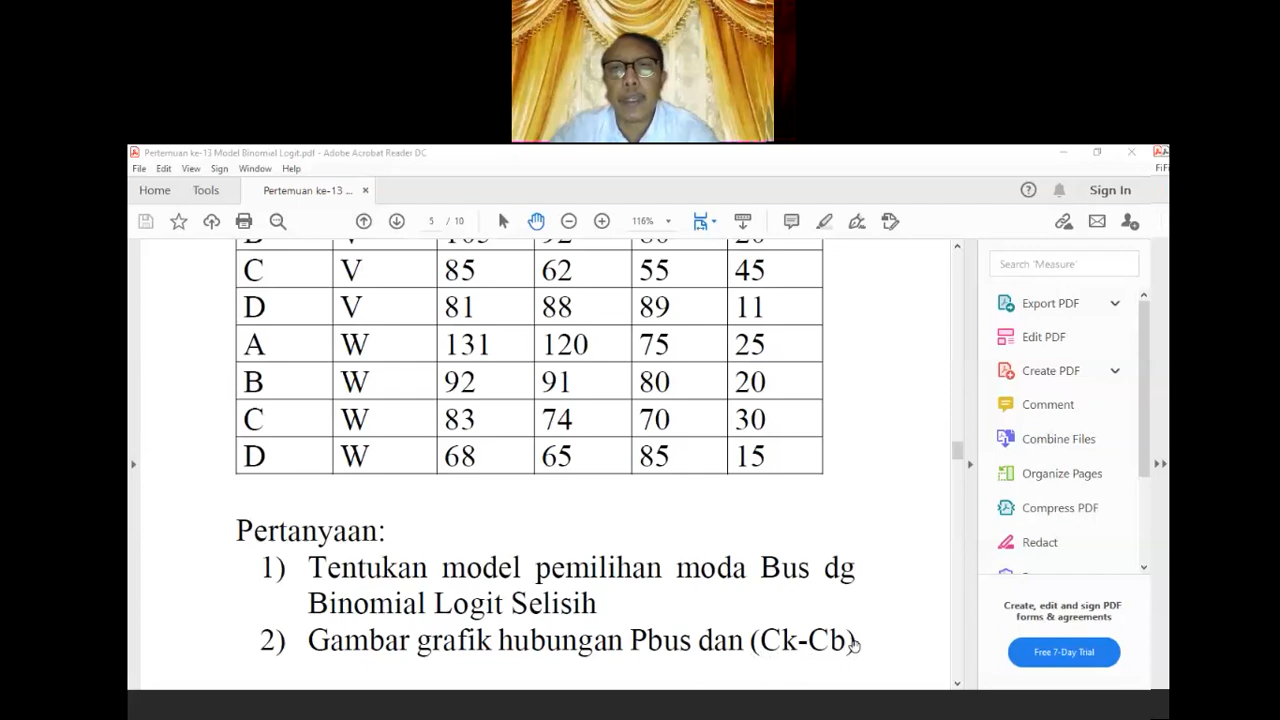 Pertemuan ke-13 Model Binomial Logit.pdf - Adobe Acrobat Reader DC
File Edit View Sign Window Help
FiFi
Home Tools Pertemuan ke-13 ... × Sign In
5 / 10 116%
C V 85 62 55 45
D V 81 88 89 11
A W 131 120 75 25
B W 92 91 80 20
C W 83 74 70 30
D W 68 65 85 15
Pertanyaan:
1) Tentukan model pemilihan moda Bus dg
Binomial Logit Selisih
2) Gambar grafik hubungan Pbus dan (Ck-Cb)
Search 'Measure'
Export PDF
Edit PDF
Create PDF
Comment
Combine Files
Organize Pages
Compress PDF
Redact
Create, edit and sign PDF
forms & agreements
Free 7-Day Trial